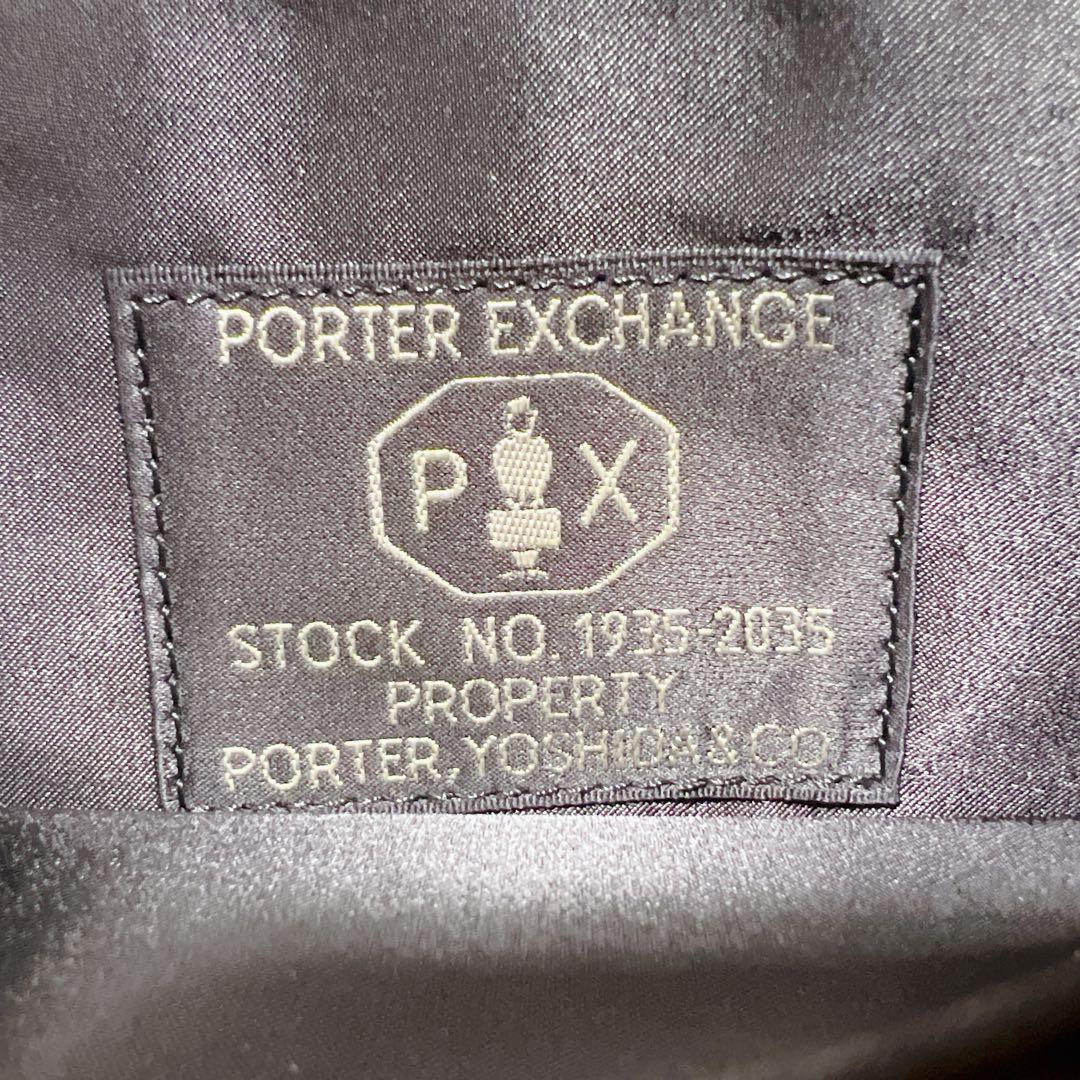 PORTER EXCHANGE
P X
STOCK NO. 1935-2035
PROPERTY
PORTER, YOSHIDA & CO.